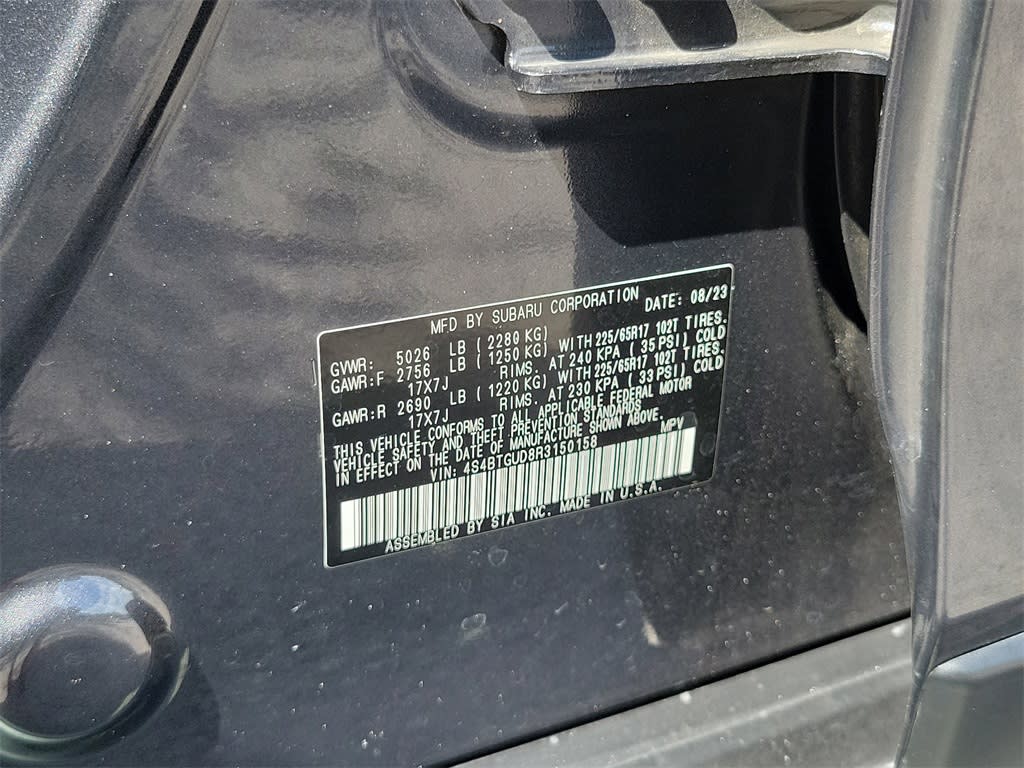 MFD BY SUBARU CORPORATION DATE: 08/23
GVWR: 5026 LB (2280 KG)
GAWR:F 2756 LB (1250 KG) WITH 225/65R17 102T TIRES.
17X7J RIMS. AT 240 KPA (35 PSI) COLD
GAWR:R 2690 LB (1220 KG) WITH 225/65R17 102T TIRES.
17X7J RIMS. AT 230 KPA (33 PSI) COLD
THIS VEHICLE CONFORMS TO ALL APPLICABLE FEDERAL MOTOR
VEHICLE SAFETY AND THEFT PREVENTION STANDARDS
IN EFFECT ON THE DATE OF MANUFACTURE SHOWN ABOVE.
VIN: 4S4BTGUD8R3150158 MPV
ASSEMBLED BY SIA INC. MADE IN U.S.A.